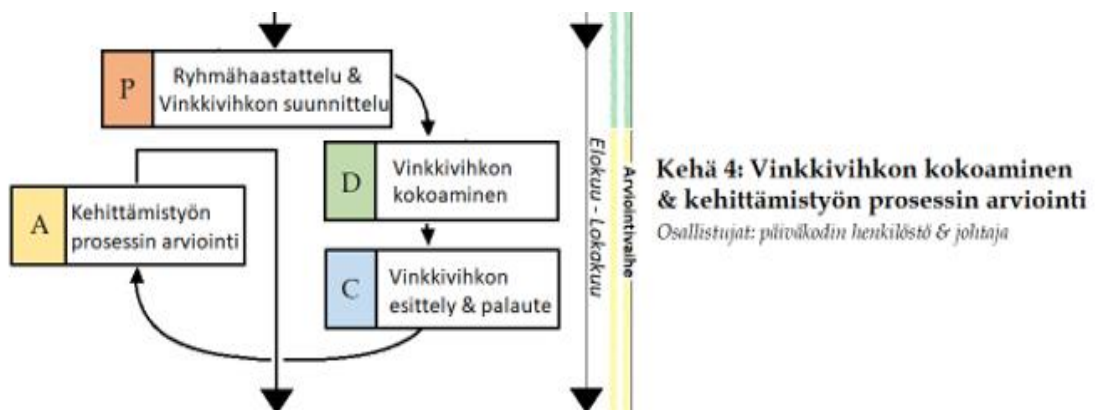 P
Ryhmähaastattelu &
Vinkkivihkon suunnittelu
D
Vinkkivihkon
kokoaminen
A
Kehittämistyön
prosessin arviointi
C
Vinkkivihkon
esittely & palaute
Elokuu - Lokakuu
Arviointivaihe
Kehä 4: Vinkkivihkon kokoaminen
& kehittämistyön prosessin arviointi
Osallistujat: päiväkodin henkilöstö & johtaja